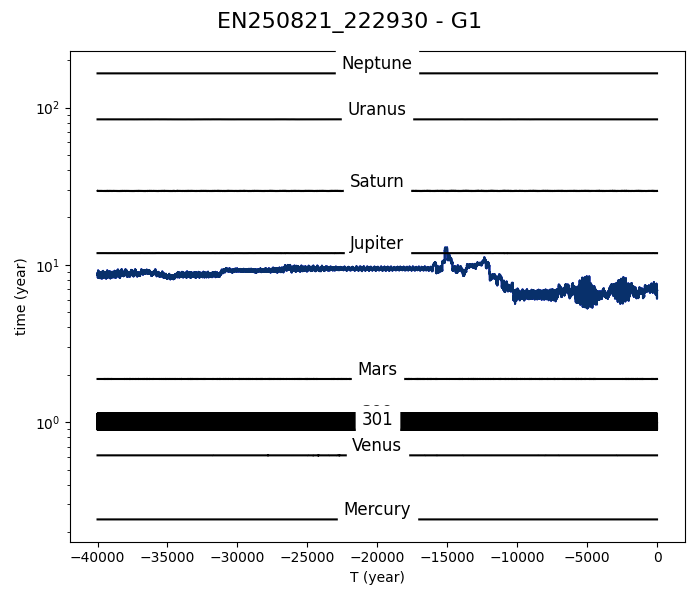 EN250821_222930 - G1
Neptune
10²
Uranus
Saturn
Jupiter
10¹
time (year)
Mars
10⁰
301
Venus
Mercury
−40000 −35000 −30000 −25000 −20000 −15000 −10000 −5000 0
T (year)